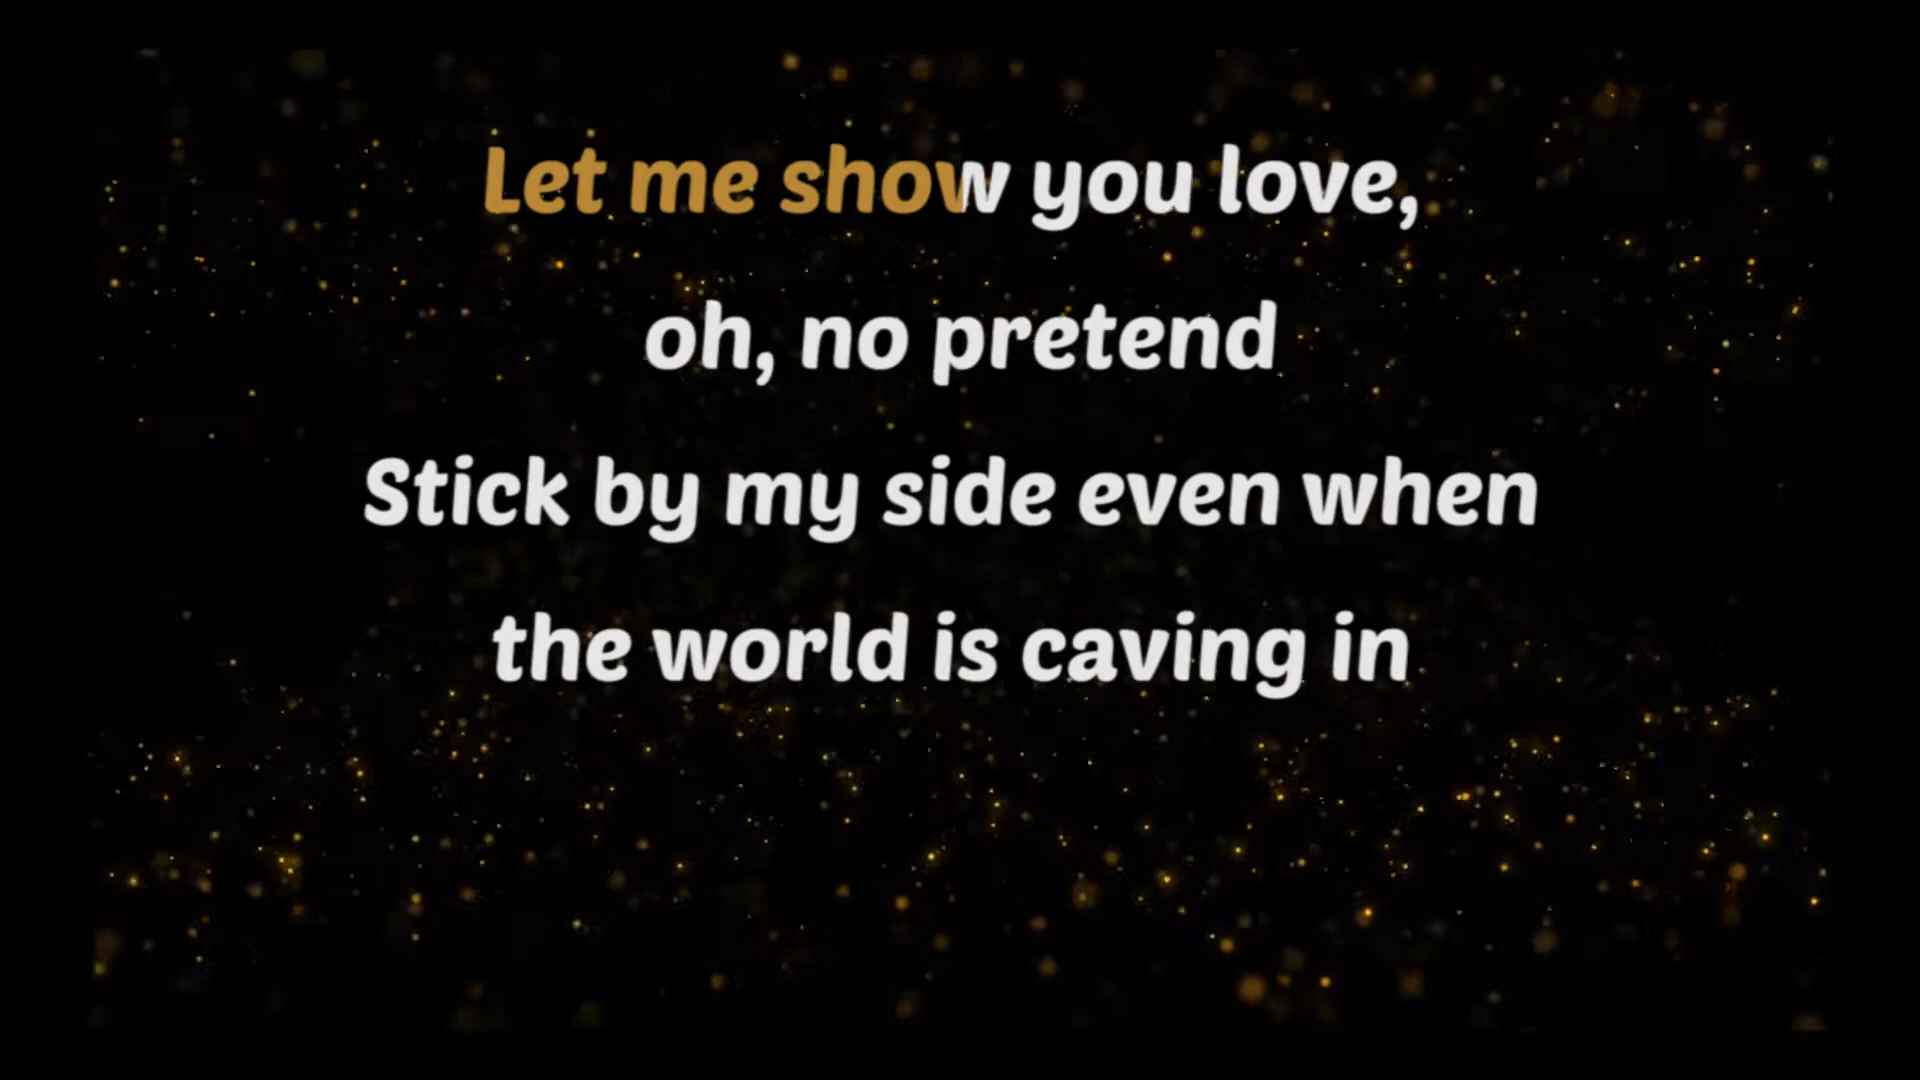 Let me show you love,
oh, no pretend
Stick by my side even when
the world is caving in